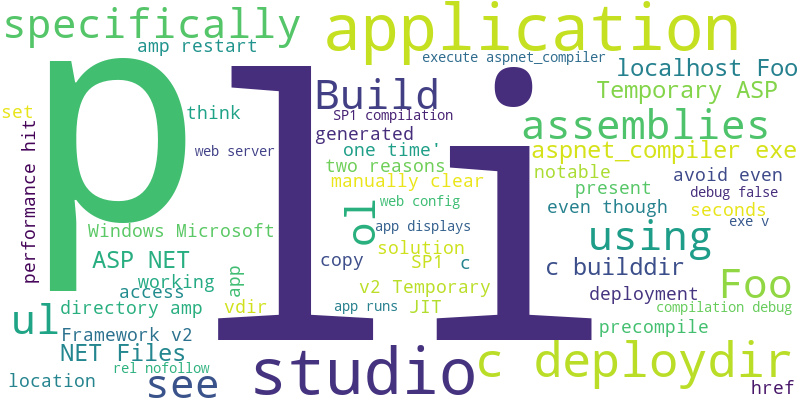 specifically
application
amp restart
execute aspnet_compiler
localhost Foo
p
li
Build
Temporary ASP
set
think
SP1 compilation
generated
assemblies
performance hit
web server
one time'
aspnet_compiler exe
two reasons
notable
avoid even
manually clear
present
debug false
ol
web config
even though
seconds
Windows Microsoft
app displays
using
exe v
ASP NET
solution
copy
SP1
c
c builddir
working
app
access
v2 Temporary
deployment
Foo
directory amp
vdir
app runs
JIT
compilation debug
ul
Framework v2
precompile
NET Files
studio
c deploydir
rel nofollow
location
see
href